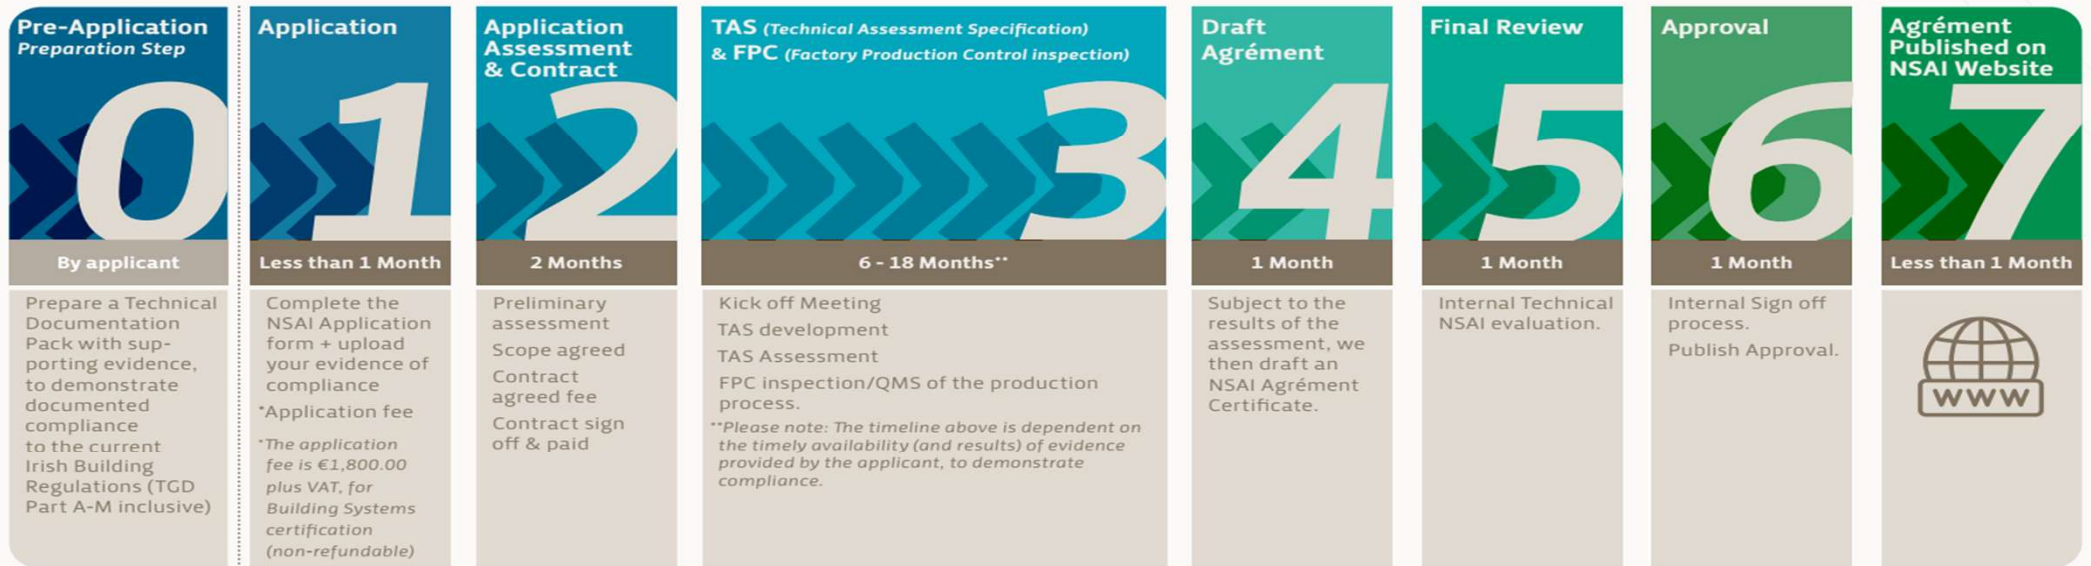 Pre-Application
Preparation Step
0
By applicant
Prepare a Technical
Documentation
Pack with sup-
porting evidence,
to demonstrate
documented
compliance
to the current
Irish Building
Regulations (TGD
Part A-M inclusive)
Application
1
Less than 1 Month
Complete the
NSAI Application
form + upload
your evidence of
compliance
*Application fee
*The application
fee is €1,800.00
plus VAT, for
Building Systems
certification
(non-refundable)
Application
Assessment
& Contract
2
2 Months
Preliminary
assessment
Scope agreed
Contract
agreed fee
Contract sign
off & paid
TAS (Technical Assessment Specification)
& FPC (Factory Production Control inspection)
3
6 - 18 Months**
Kick off Meeting
TAS development
TAS Assessment
FPC inspection/QMS of the production
process.
**Please note: The timeline above is dependent on
the timely availability (and results) of evidence
provided by the applicant, to demonstrate
compliance.
Draft
Agrément
4
1 Month
Subject to the
results of the
assessment, we
then draft an
NSAI Agrément
Certificate.
Final Review
5
1 Month
Internal Technical
NSAI evaluation.
Approval
6
1 Month
Internal Sign off
process.
Publish Approval.
Agrément
Published on
NSAI Website
7
Less than 1 Month
WWW